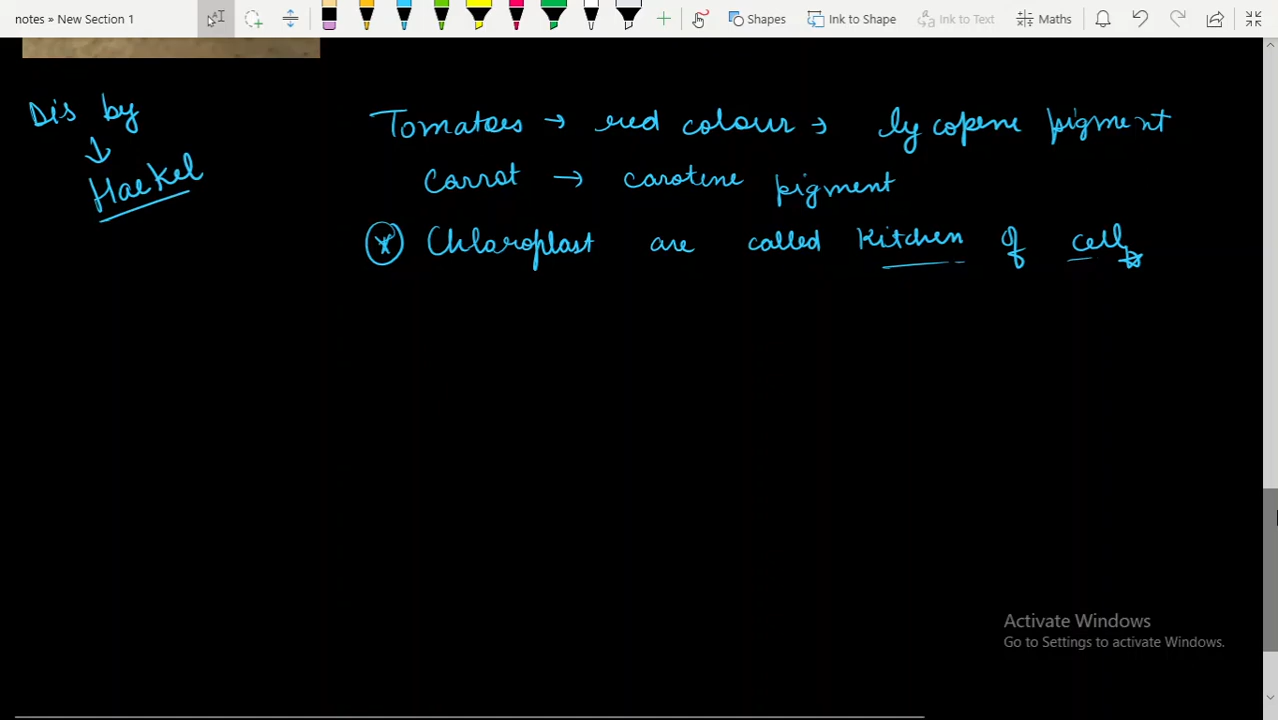 notes » New Section 1
Shapes
Ink to Shape
Ink to Text
Maths
Dis by
↓
Haekel
Tomatoes → red colour → lycopene pigment
Carrot → carotene pigment
* Chloroplast are called Kitchen of cell
Activate Windows
Go to Settings to activate Windows.